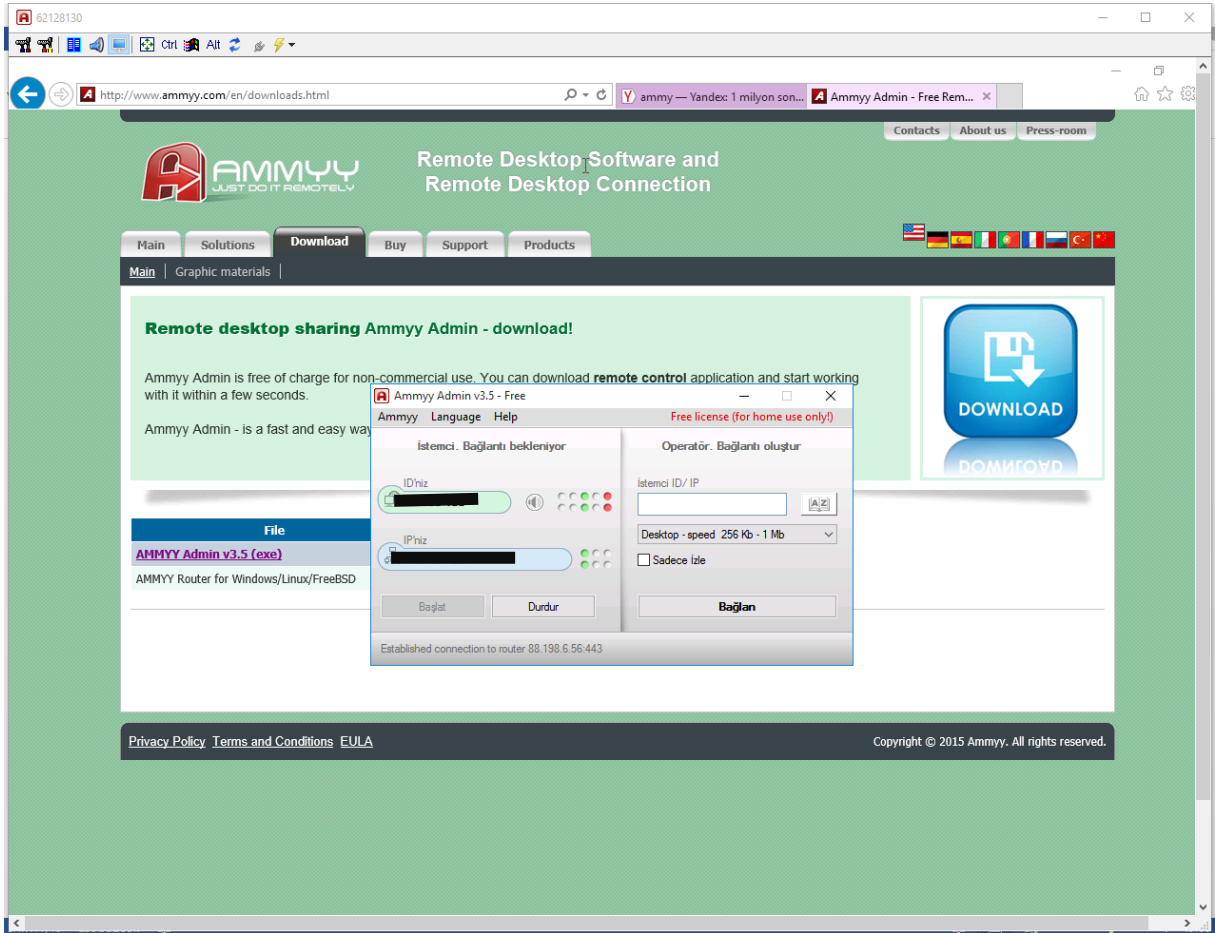 62128130
Ctrl Alt
http://www.ammyy.com/en/downloads.html
ammy — Yandex: 1 milyon son...
Ammyy Admin - Free Rem...
Contacts About us Press-room
AMMYY
JUST DO IT REMOTELY
Remote Desktop Software and
Remote Desktop Connection
Main Solutions Download Buy Support Products
Main Graphic materials
Remote desktop sharing Ammyy Admin - download!
Ammyy Admin is free of charge for non-commercial use. You can download remote control application and start working
with it within a few seconds.
Ammyy Admin - is a fast and easy way
DOWNLOAD
File
AMMYY Admin v3.5 (exe)
AMMYY Router for Windows/Linux/FreeBSD
Ammyy Admin v3.5 - Free
Ammyy Language Help
Free license (for home use only!)
İstemci. Bağlantı bekleniyor
ID'niz
IP'niz
Başlat Durdur
Operatör. Bağlantı oluştur
İstemci ID/ IP
AZ
Desktop - speed 256 Kb - 1 Mb
Sadece İzle
Bağlan
Established connection to router 88.198.6.56:443
Privacy Policy Terms and Conditions EULA
Copyright © 2015 Ammyy. All rights reserved.